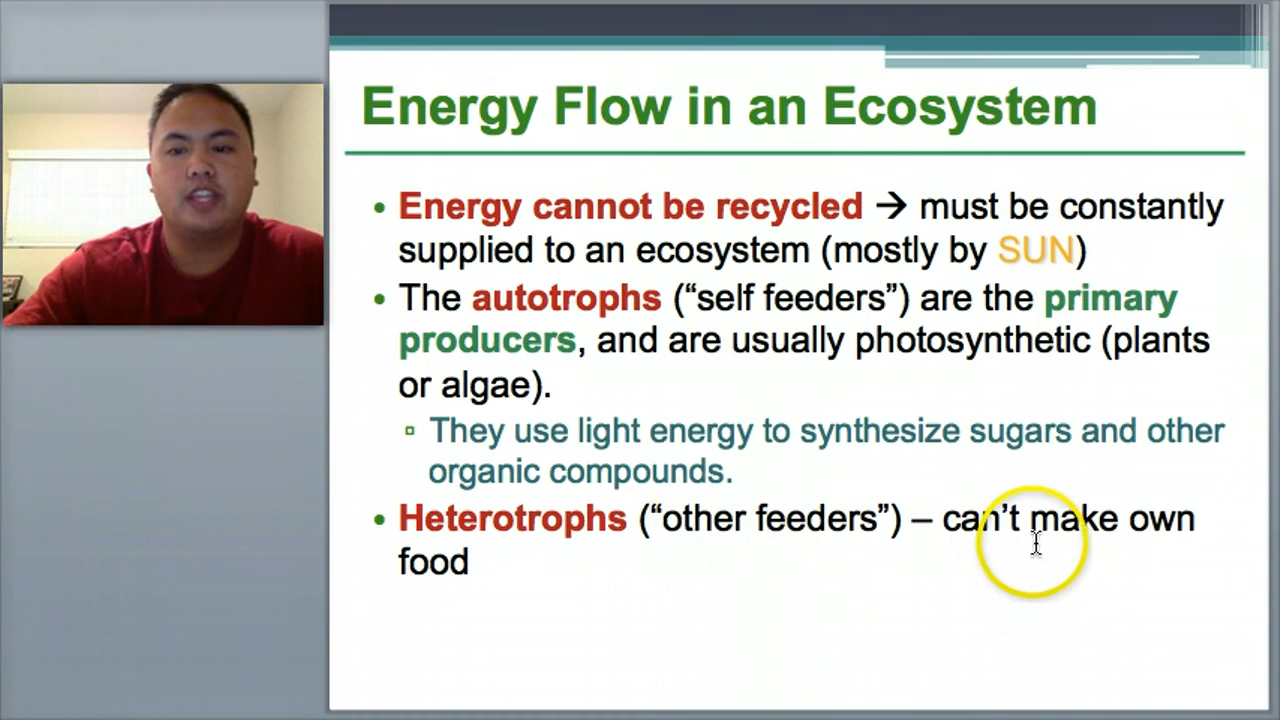 Energy Flow in an Ecosystem
• Energy cannot be recycled → must be constantly
supplied to an ecosystem (mostly by SUN)
• The autotrophs (“self feeders”) are the primary
producers, and are usually photosynthetic (plants
or algae).
▫ They use light energy to synthesize sugars and other
organic compounds.
• Heterotrophs (“other feeders”) – can’t make own
food